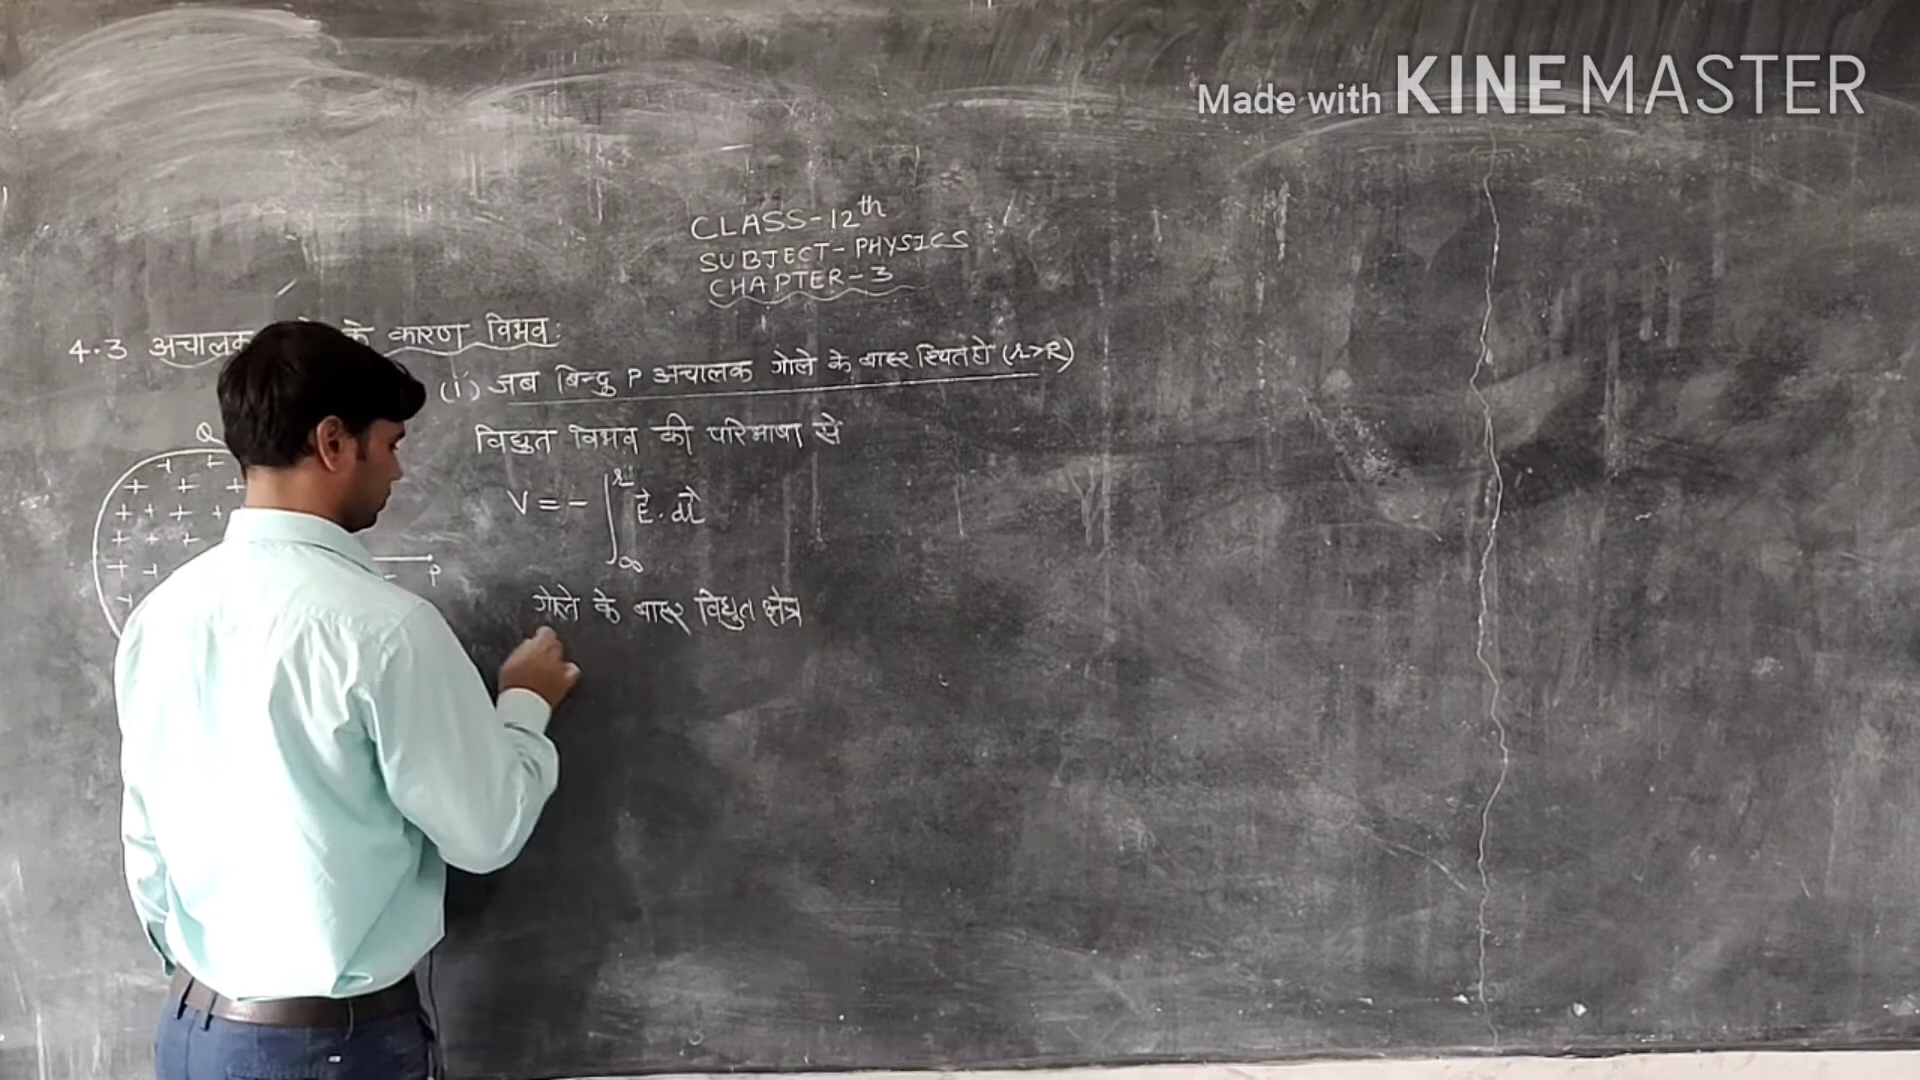 Made with KINEMASTER
CLASS-12th
SUBJECT-PHYSICS
CHAPTER-3
4.3 अचालक के कारण विभव:
(i) जब बिन्दु P अचालक गोले के बाहर स्थित हो (r>R)
विद्युत विभव की परिभाषा से
Q
V = - ∫
r
∞
E⃗.dr⃗
P
गोले के बाहर विद्युत क्षेत्र